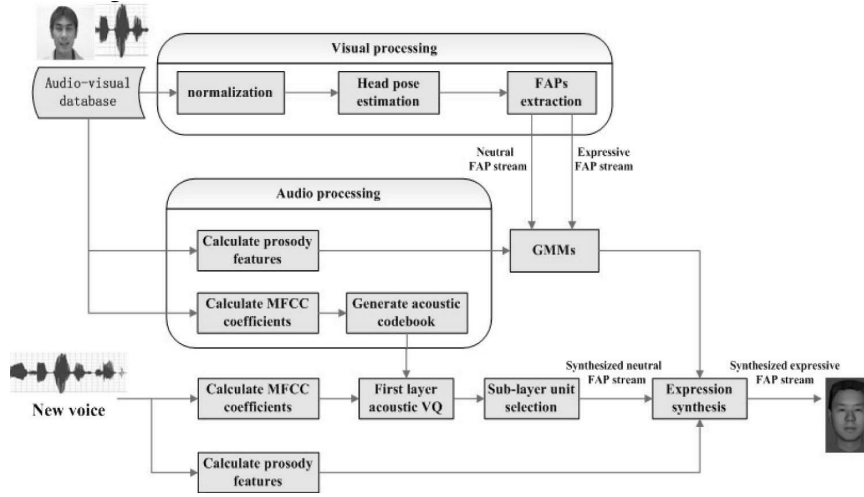 Visual processing
Audio-visual
database
normalization
Head pose
estimation
FAPs
extraction
Neutral
FAP stream
Expressive
FAP stream
Audio processing
Calculate prosody
features
GMMs
Calculate MFCC
coefficients
Generate acoustic
codebook
New voice
Calculate MFCC
coefficients
First layer
acoustic VQ
Sub-layer unit
selection
Synthesized neutral
FAP stream
Expression
synthesis
Synthesized expressive
FAP stream
Calculate prosody
features